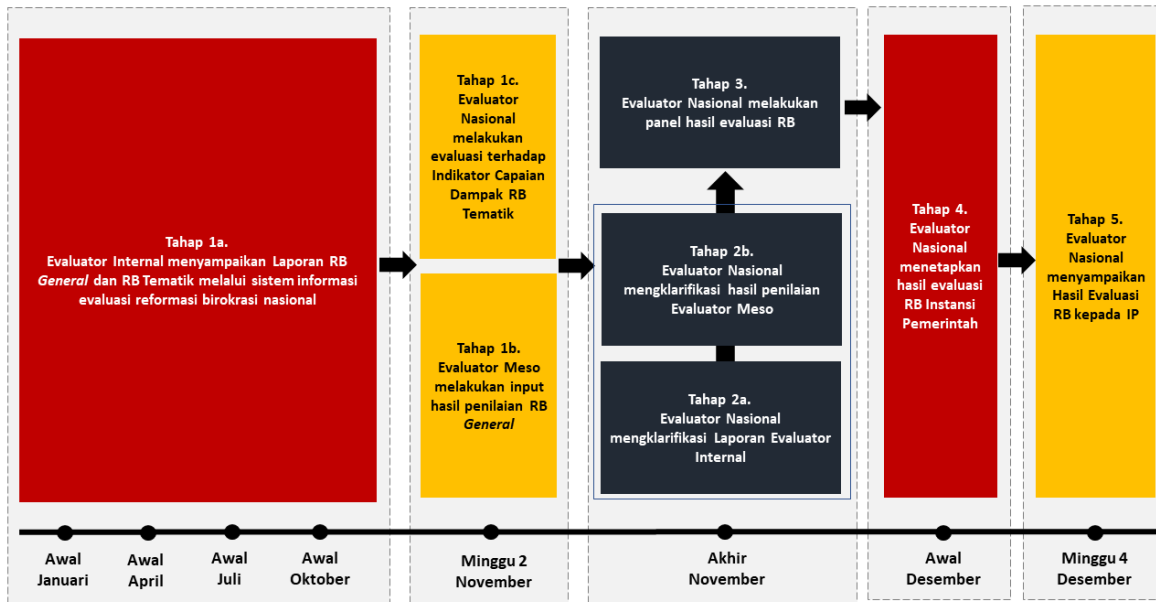 Tahap 1a.
Evaluator Internal menyampaikan Laporan RB
General dan RB Tematik melalui sistem informasi
evaluasi reformasi birokrasi nasional
Tahap 1c.
Evaluator
Nasional
melakukan
evaluasi terhadap
Indikator Capaian
Dampak RB
Tematik
Tahap 1b.
Evaluator Meso
melakukan input
hasil penilaian RB
General
Tahap 3.
Evaluator Nasional melakukan
panel hasil evaluasi RB
Tahap 2b.
Evaluator Nasional
mengklarifikasi hasil penilaian
Evaluator Meso
Tahap 2a.
Evaluator Nasional
mengklarifikasi Laporan Evaluator
Internal
Tahap 4.
Evaluator
Nasional
menetapkan
hasil evaluasi
RB Instansi
Pemerintah
Tahap 5.
Evaluator
Nasional
menyampaikan
Hasil Evaluasi
RB kepada IP
Awal
Januari
Awal
April
Awal
Juli
Awal
Oktober
Minggu 2
November
Akhir
November
Awal
Desember
Minggu 4
Desember